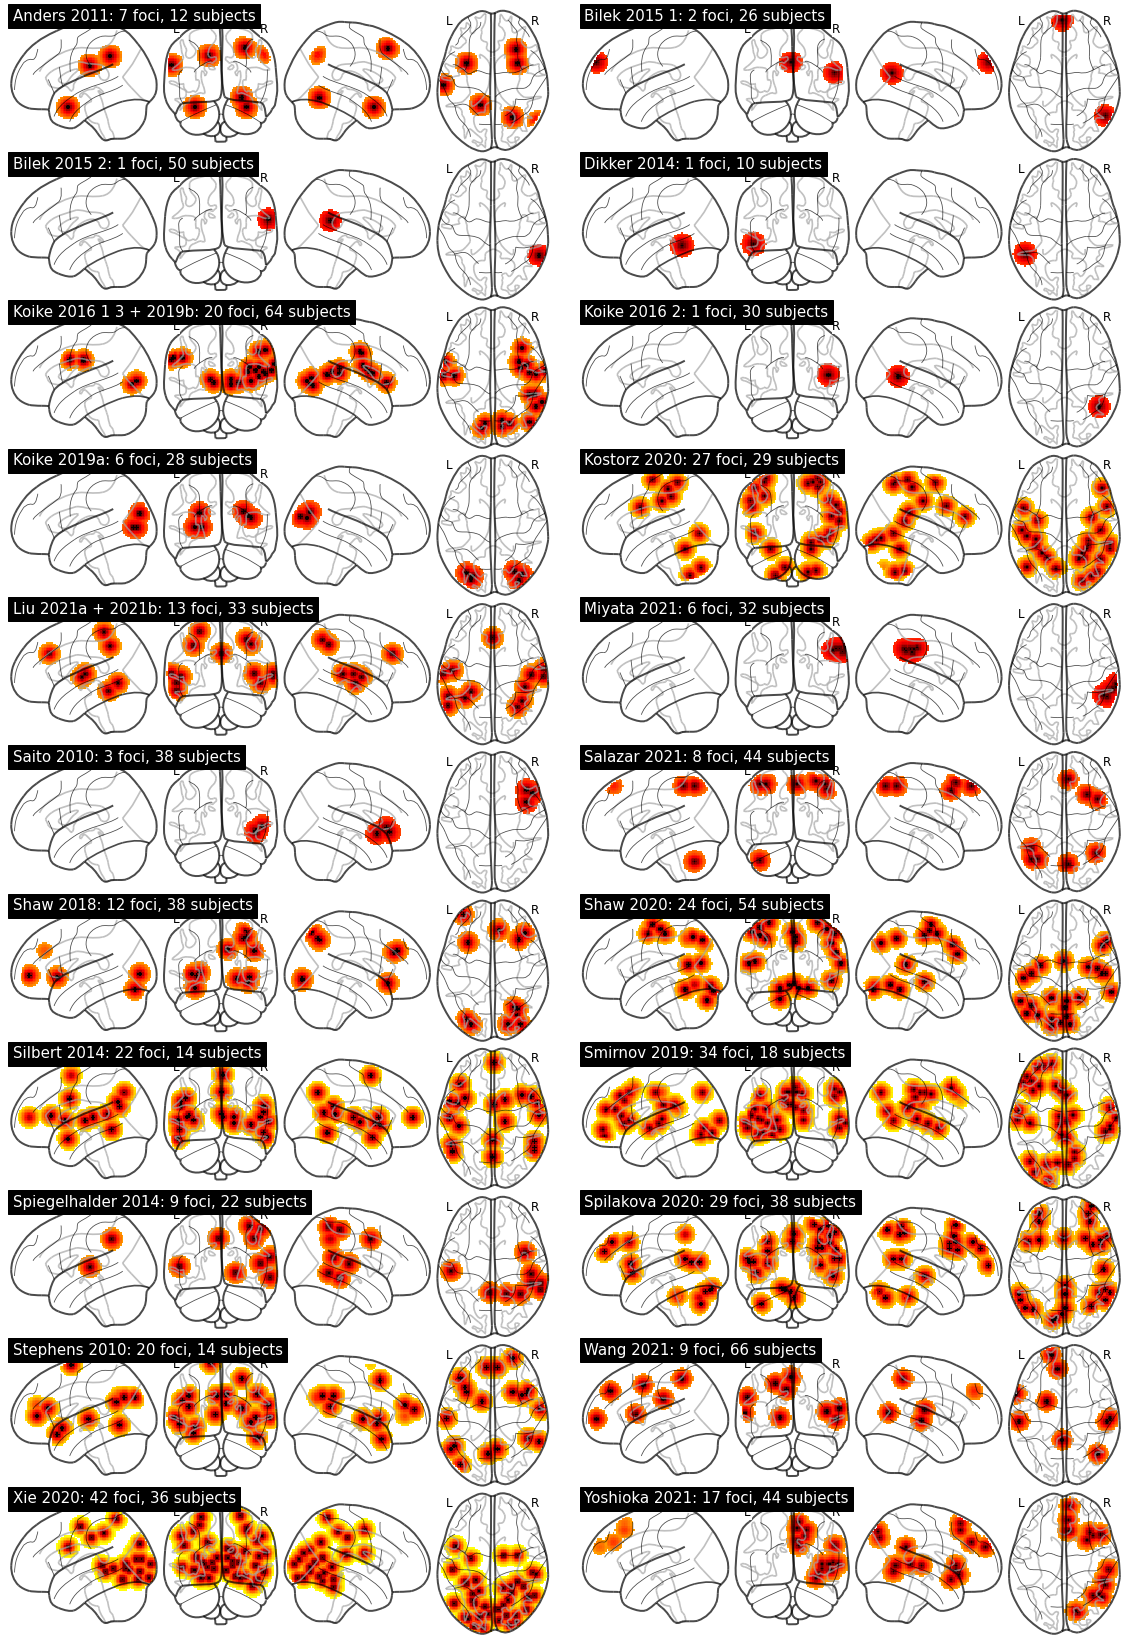 Anders 2011: 7 foci, 12 subjects
L R L R
Bilek 2015 1: 2 foci, 26 subjects
L R L R
Bilek 2015 2: 1 foci, 50 subjects
L R L R
Dikker 2014: 1 foci, 10 subjects
L R L R
Koike 2016 1 3 + 2019b: 20 foci, 64 subjects
L R L R
Koike 2016 2: 1 foci, 30 subjects
L R L R
Koike 2019a: 6 foci, 28 subjects
L R L R
Kostorz 2020: 27 foci, 29 subjects
L R L R
Liu 2021a + 2021b: 13 foci, 33 subjects
L R L R
Miyata 2021: 6 foci, 32 subjects
L R L R
Saito 2010: 3 foci, 38 subjects
L R L R
Salazar 2021: 8 foci, 44 subjects
L R L R
Shaw 2018: 12 foci, 38 subjects
L R L R
Shaw 2020: 24 foci, 54 subjects
L R L R
Silbert 2014: 22 foci, 14 subjects
L R L R
Smirnov 2019: 34 foci, 18 subjects
L R L R
Spiegelhalder 2014: 9 foci, 22 subjects
L R L R
Spilakova 2020: 29 foci, 38 subjects
L R L R
Stephens 2010: 20 foci, 14 subjects
L R L R
Wang 2021: 9 foci, 66 subjects
L R L R
Xie 2020: 42 foci, 36 subjects
L R L R
Yoshioka 2021: 17 foci, 44 subjects
L R L R